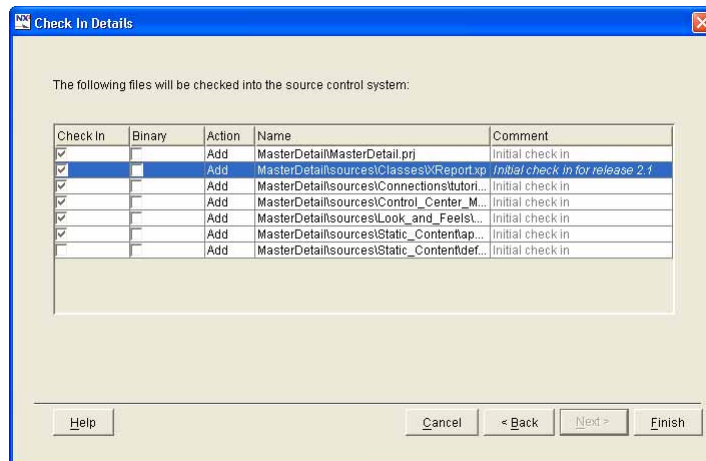 NX Check In Details
The following files will be checked into the source control system:
Check In Binary Action Name Comment
Add MasterDetail\MasterDetail.prj Initial check in
Add MasterDetail\sources\Classes\XReport.xp Initial check in for release 2.1
Add MasterDetail\sources\Connections\tutori... Initial check in
Add MasterDetail\sources\Control_Center_M... Initial check in
Add MasterDetail\sources\Look_and_Feels\... Initial check in
Add MasterDetail\sources\Static_Content\ap... Initial check in
Add MasterDetail\sources\Static_Content\def... Initial check in
Help Cancel < Back Next > Finish